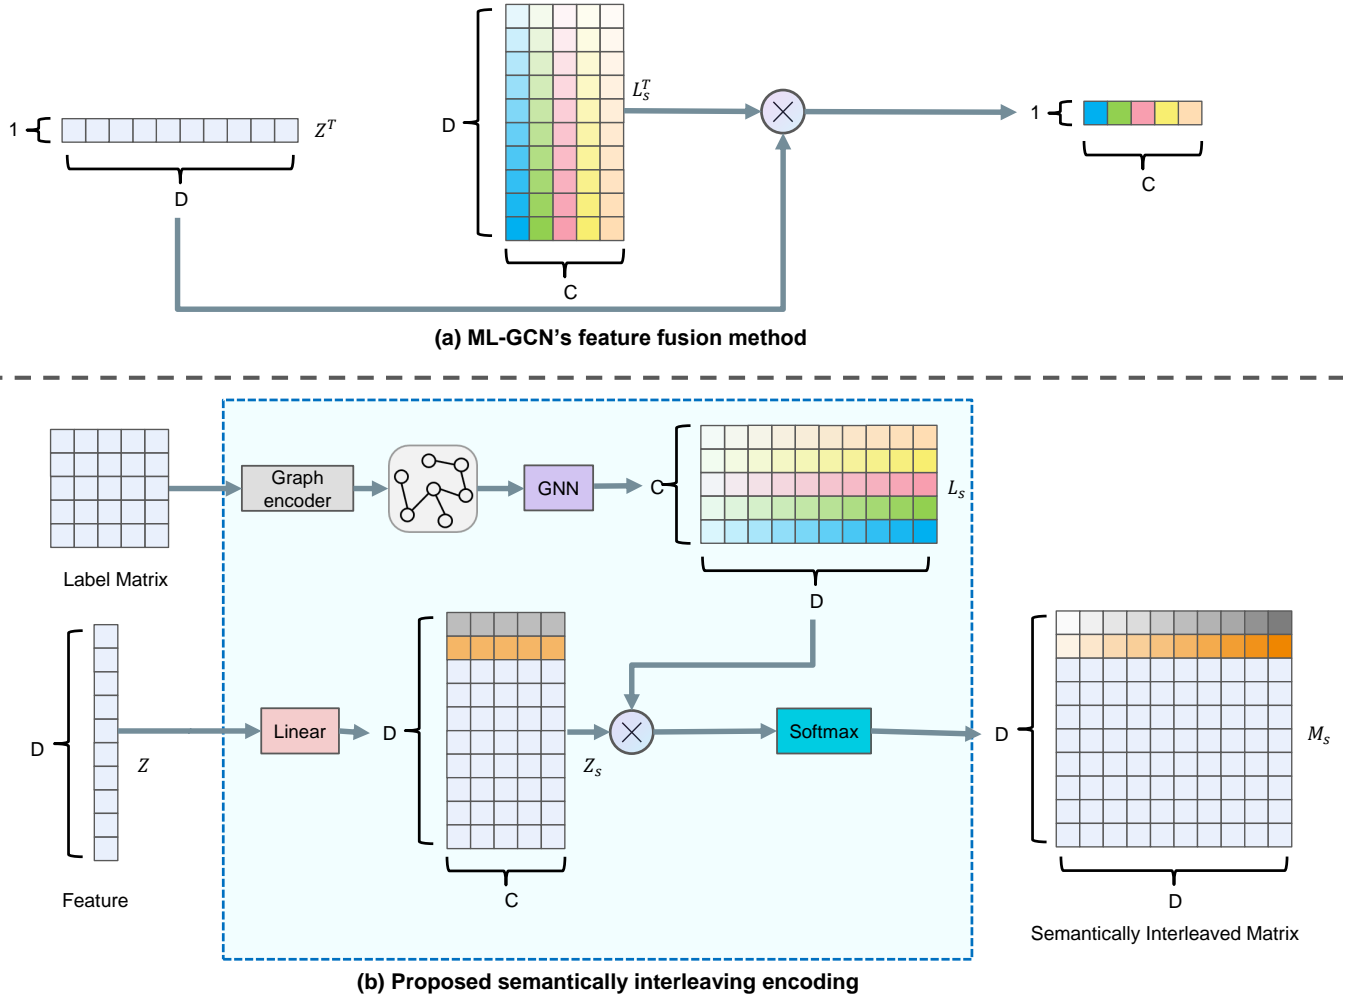 1
Z^T
D
D
L_s^T
C
1
C
(a) ML-GCN's feature fusion method
Label Matrix
Graph
encoder
GNN
C
L_s
D
D
Z
Feature
Linear
D
Z_s
C
Softmax
D
M_s
D
Semantically Interleaved Matrix
(b) Proposed semantically interleaving encoding